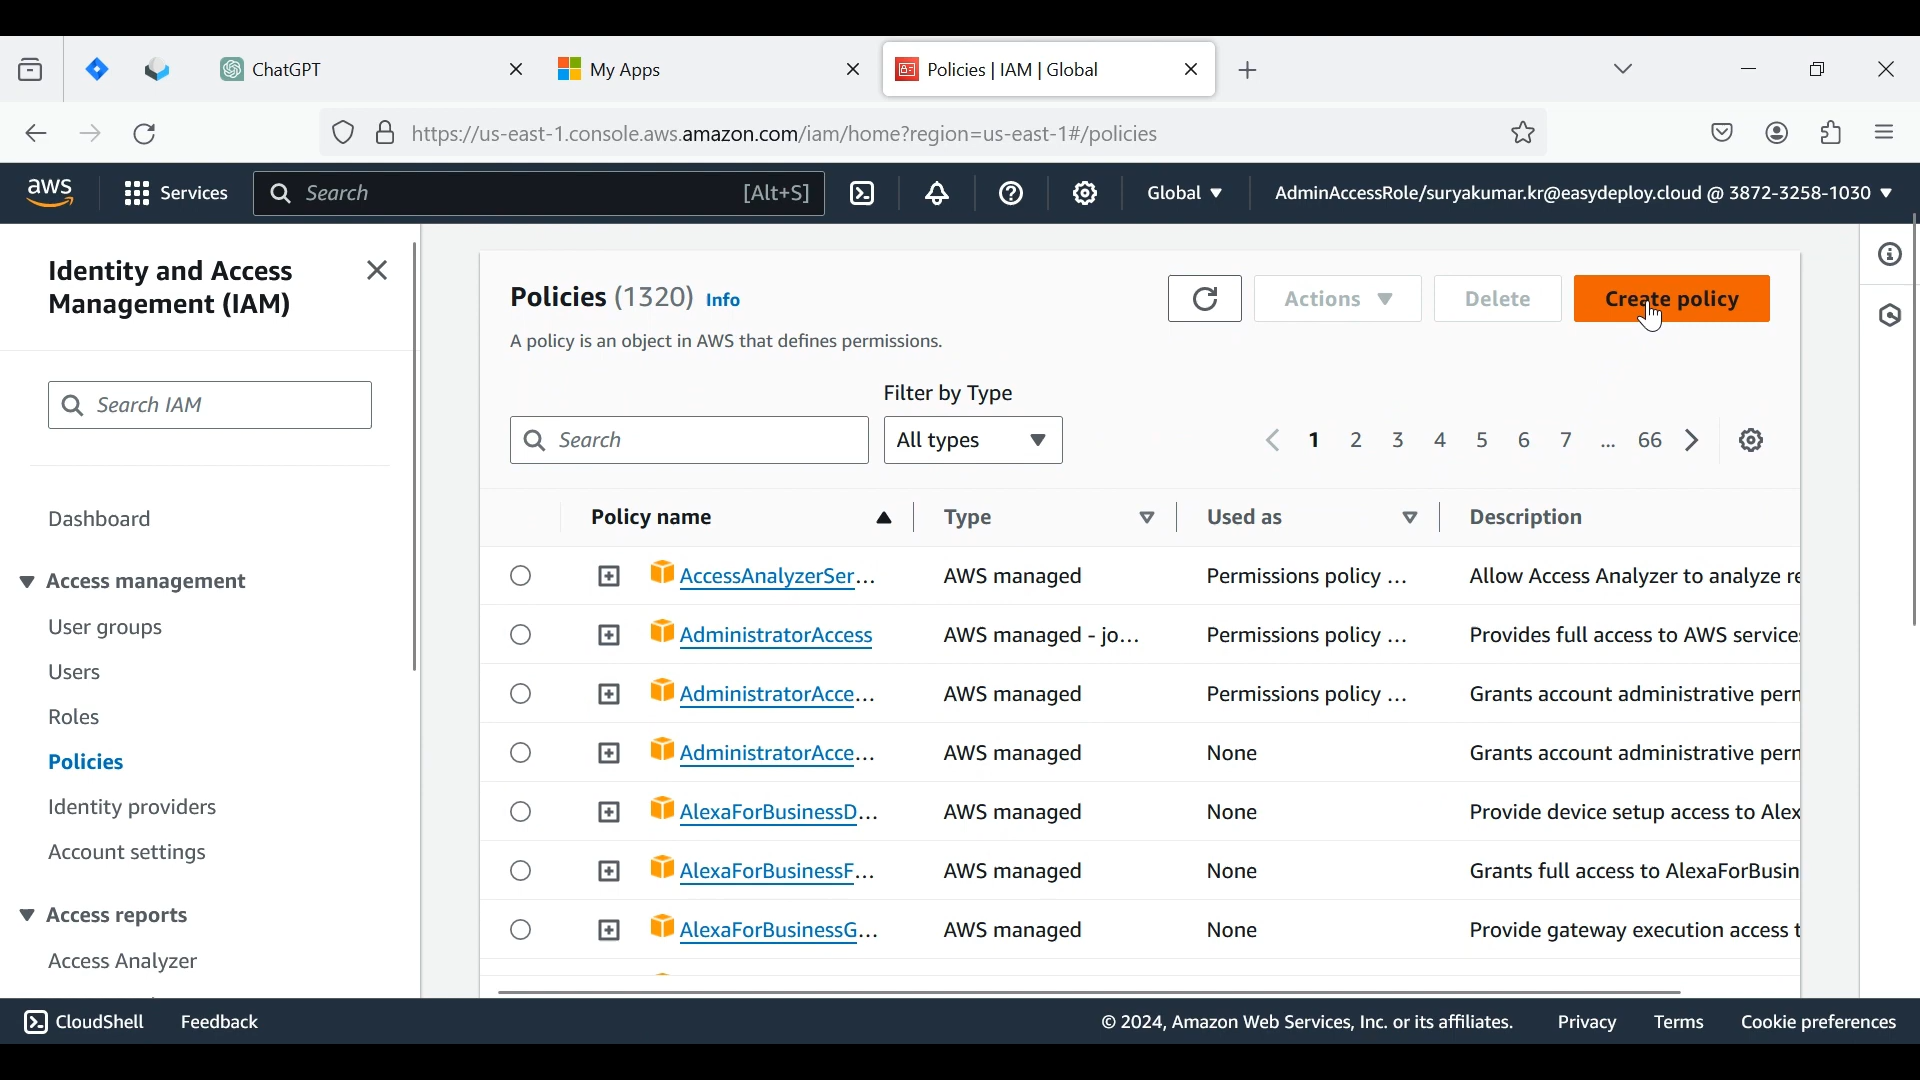 ChatGPT
My Apps
Policies | IAM | Global
https://us-east-1.console.aws.amazon.com/iam/home?region=us-east-1#/policies
aws
Services
Search
[Alt+S]
Global
AdminAccessRole/suryakumar.kr@easydeploy.cloud @ 3872-3258-1030
Identity and Access
Management (IAM)
Search IAM
Dashboard
Access management
User groups
Users
Roles
Policies
Identity providers
Account settings
Access reports
Access Analyzer
Policies (1320) Info
Actions
Delete
Create policy
A policy is an object in AWS that defines permissions.
Filter by Type
Search
All types
1 2 3 4 5 6 7 ... 66
Policy name Type Used as Description
AccessAnalyzerSer... AWS managed Permissions policy ... Allow Access Analyzer to analyze re
AdministratorAccess AWS managed - jo... Permissions policy ... Provides full access to AWS services
AdministratorAcce... AWS managed Permissions policy ... Grants account administrative perm
AdministratorAcce... AWS managed None Grants account administrative perm
AlexaForBusinessD... AWS managed None Provide device setup access to Alex
AlexaForBusinessF... AWS managed None Grants full access to AlexaForBusin
AlexaForBusinessG... AWS managed None Provide gateway execution access t
CloudShell
Feedback
© 2024, Amazon Web Services, Inc. or its affiliates.
Privacy
Terms
Cookie preferences